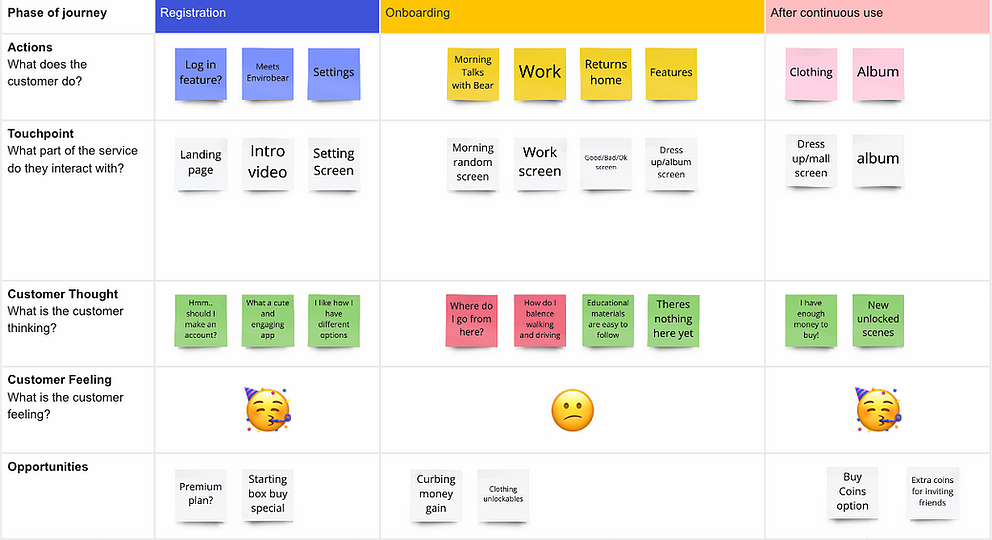 Phase of journey
Registration
Onboarding
After continuous use
Actions
What does the
customer do?
Log in
feature?
Meets
Envirobear
Settings
Morning
Talks
with Bear
Work
Returns
home
Features
Clothing
Album
Touchpoint
What part of the service
do they interact with?
Landing
page
Intro
video
Setting
Screen
Morning
random
screen
Work
screen
Good/Bad/Ok
screen
Dress
up/album
screen
Dress
up/mall
screen
album
Customer Thought
What is the customer
thinking?
Hmm..
should I
make an
account?
What a cute
and
engaging
app
I like how I
have
different
options
Where do
I go from
here?
How do I
balence
walking
and driving
Educational
materials
are easy to
follow
Theres
nothing
here yet
I have
enough
money to
buy!
New
unlocked
scenes
Customer Feeling
What is the customer
feeling?
Opportunities
Premium
plan?
Starting
box buy
special
Curbing
money
gain
Clothing
unlockables
Buy
Coins
option
Extra coins
for inviting
friends